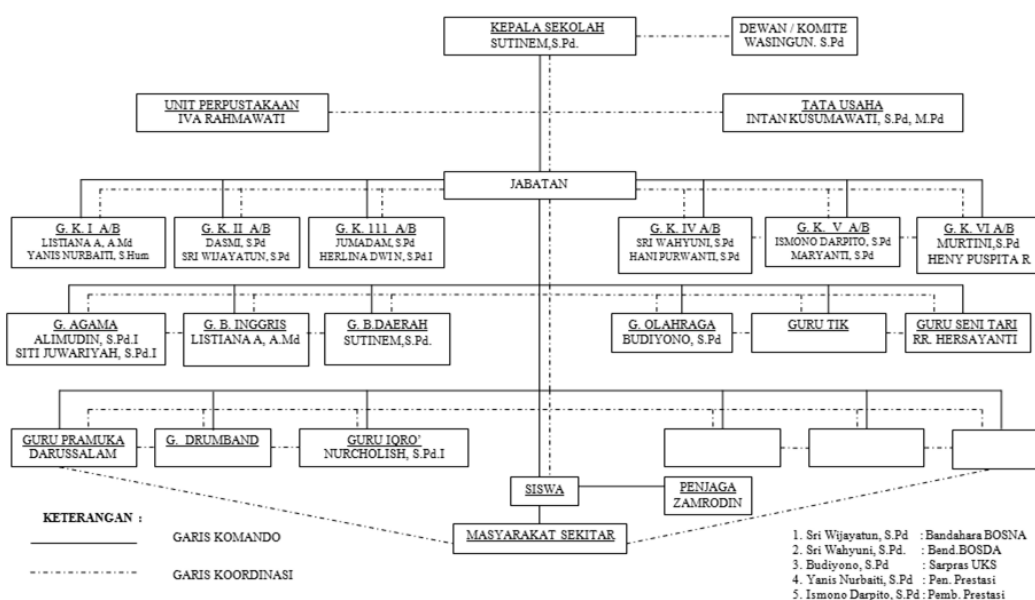 KEPALA SEKOLAH
SUTINEM,S.Pd.
DEWAN / KOMITE
WASINGUN. S.Pd
UNIT PERPUSTAKAAN
IVA RAHMAWATI
TATA USAHA
INTAN KUSUMAWATI, S.Pd, M.Pd
JABATAN
G. K. I A/B
LISTIANA A, A.Md
YANIS NURBAITI, S.Hum
G. K. II A/B
DASMI, S.Pd
SRI WIJAYATUN, S.Pd
G. K. 111 A/B
JUMADAM, S.Pd
HERLINA DWI N, S.Pd.I
G. K. IV A/B
SRI WAHYUNI, S.Pd
HANI PURWANTI, S.Pd
G. K. V A/B
ISMONO DARPITO, S.Pd
MARYANTI, S.Pd
G. K. VI A/B
MURTINI,S.Pd
HENY PUSPITA R
G. AGAMA
ALIMUDIN, S.Pd.I
SITI JUWARIYAH, S.Pd.I
G. B. INGGRIS
LISTIANA A, A.Md
G. B.DAERAH
SUTINEM,S.Pd.
G. OLAHRAGA
BUDIYONO, S.Pd
GURU TIK
GURU SENI TARI
RR. HERSAYANTI
GURU PRAMUKA
DARUSSALAM
G. DRUMBAND
GURU IQRO’
NURCHOLISH, S.Pd.I
SISWA
PENJAGA
ZAMRODIN
MASYARAKAT SEKITAR
KETERANGAN :
GARIS KOMANDO
GARIS KOORDINASI
1. Sri Wijayatun, S.Pd : Bandahara BOSNA
2. Sri Wahyuni, S.Pd. : Bend.BOSDA
3. Budiyono, S.Pd : Sarpras UKS
4. Yanis Nurbaiti, S.Pd : Pen. Prestasi
5. Ismono Darpito, S.Pd : Pemb. Prestasi